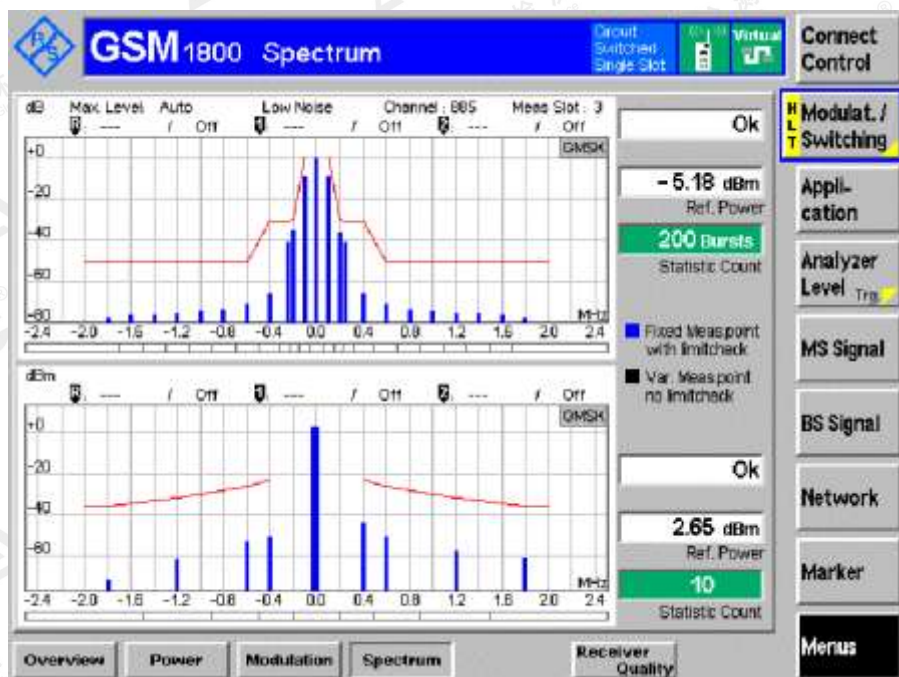 R&S
GSM 1800 Spectrum
Circuit Switched Single Slot
Virtual
Connect Control
dB Max. Level Auto Low Noise Channel : 885 Meas Slot : 3
--- / Off --- / Off --- / Off
GMSK
+0
-20
-40
-60
-80
MHz
-2.4 -2.0 -1.6 -1.2 -0.8 -0.4 0.0 0.4 0.8 1.2 1.6 2.0 2.4
Ok
- 5.18 dBm
Ref. Power
200 Bursts
Statistic Count
Fixed Meas.point
with limitcheck
Var. Meas.point
no limitcheck
dBm
--- / Off --- / Off --- / Off
GMSK
+0
-20
-40
-60
MHz
-2.4 -2.0 -1.6 -1.2 -0.8 -0.4 0.0 0.4 0.8 1.2 1.6 2.0 2.4
Ok
2.65 dBm
Ref. Power
10
Statistic Count
HLT
Modulat. /
Switching
Appli-
cation
Analyzer
Level Trg.
MS Signal
BS Signal
Network
Marker
Menus
Overview Power Modulation Spectrum Receiver Quality